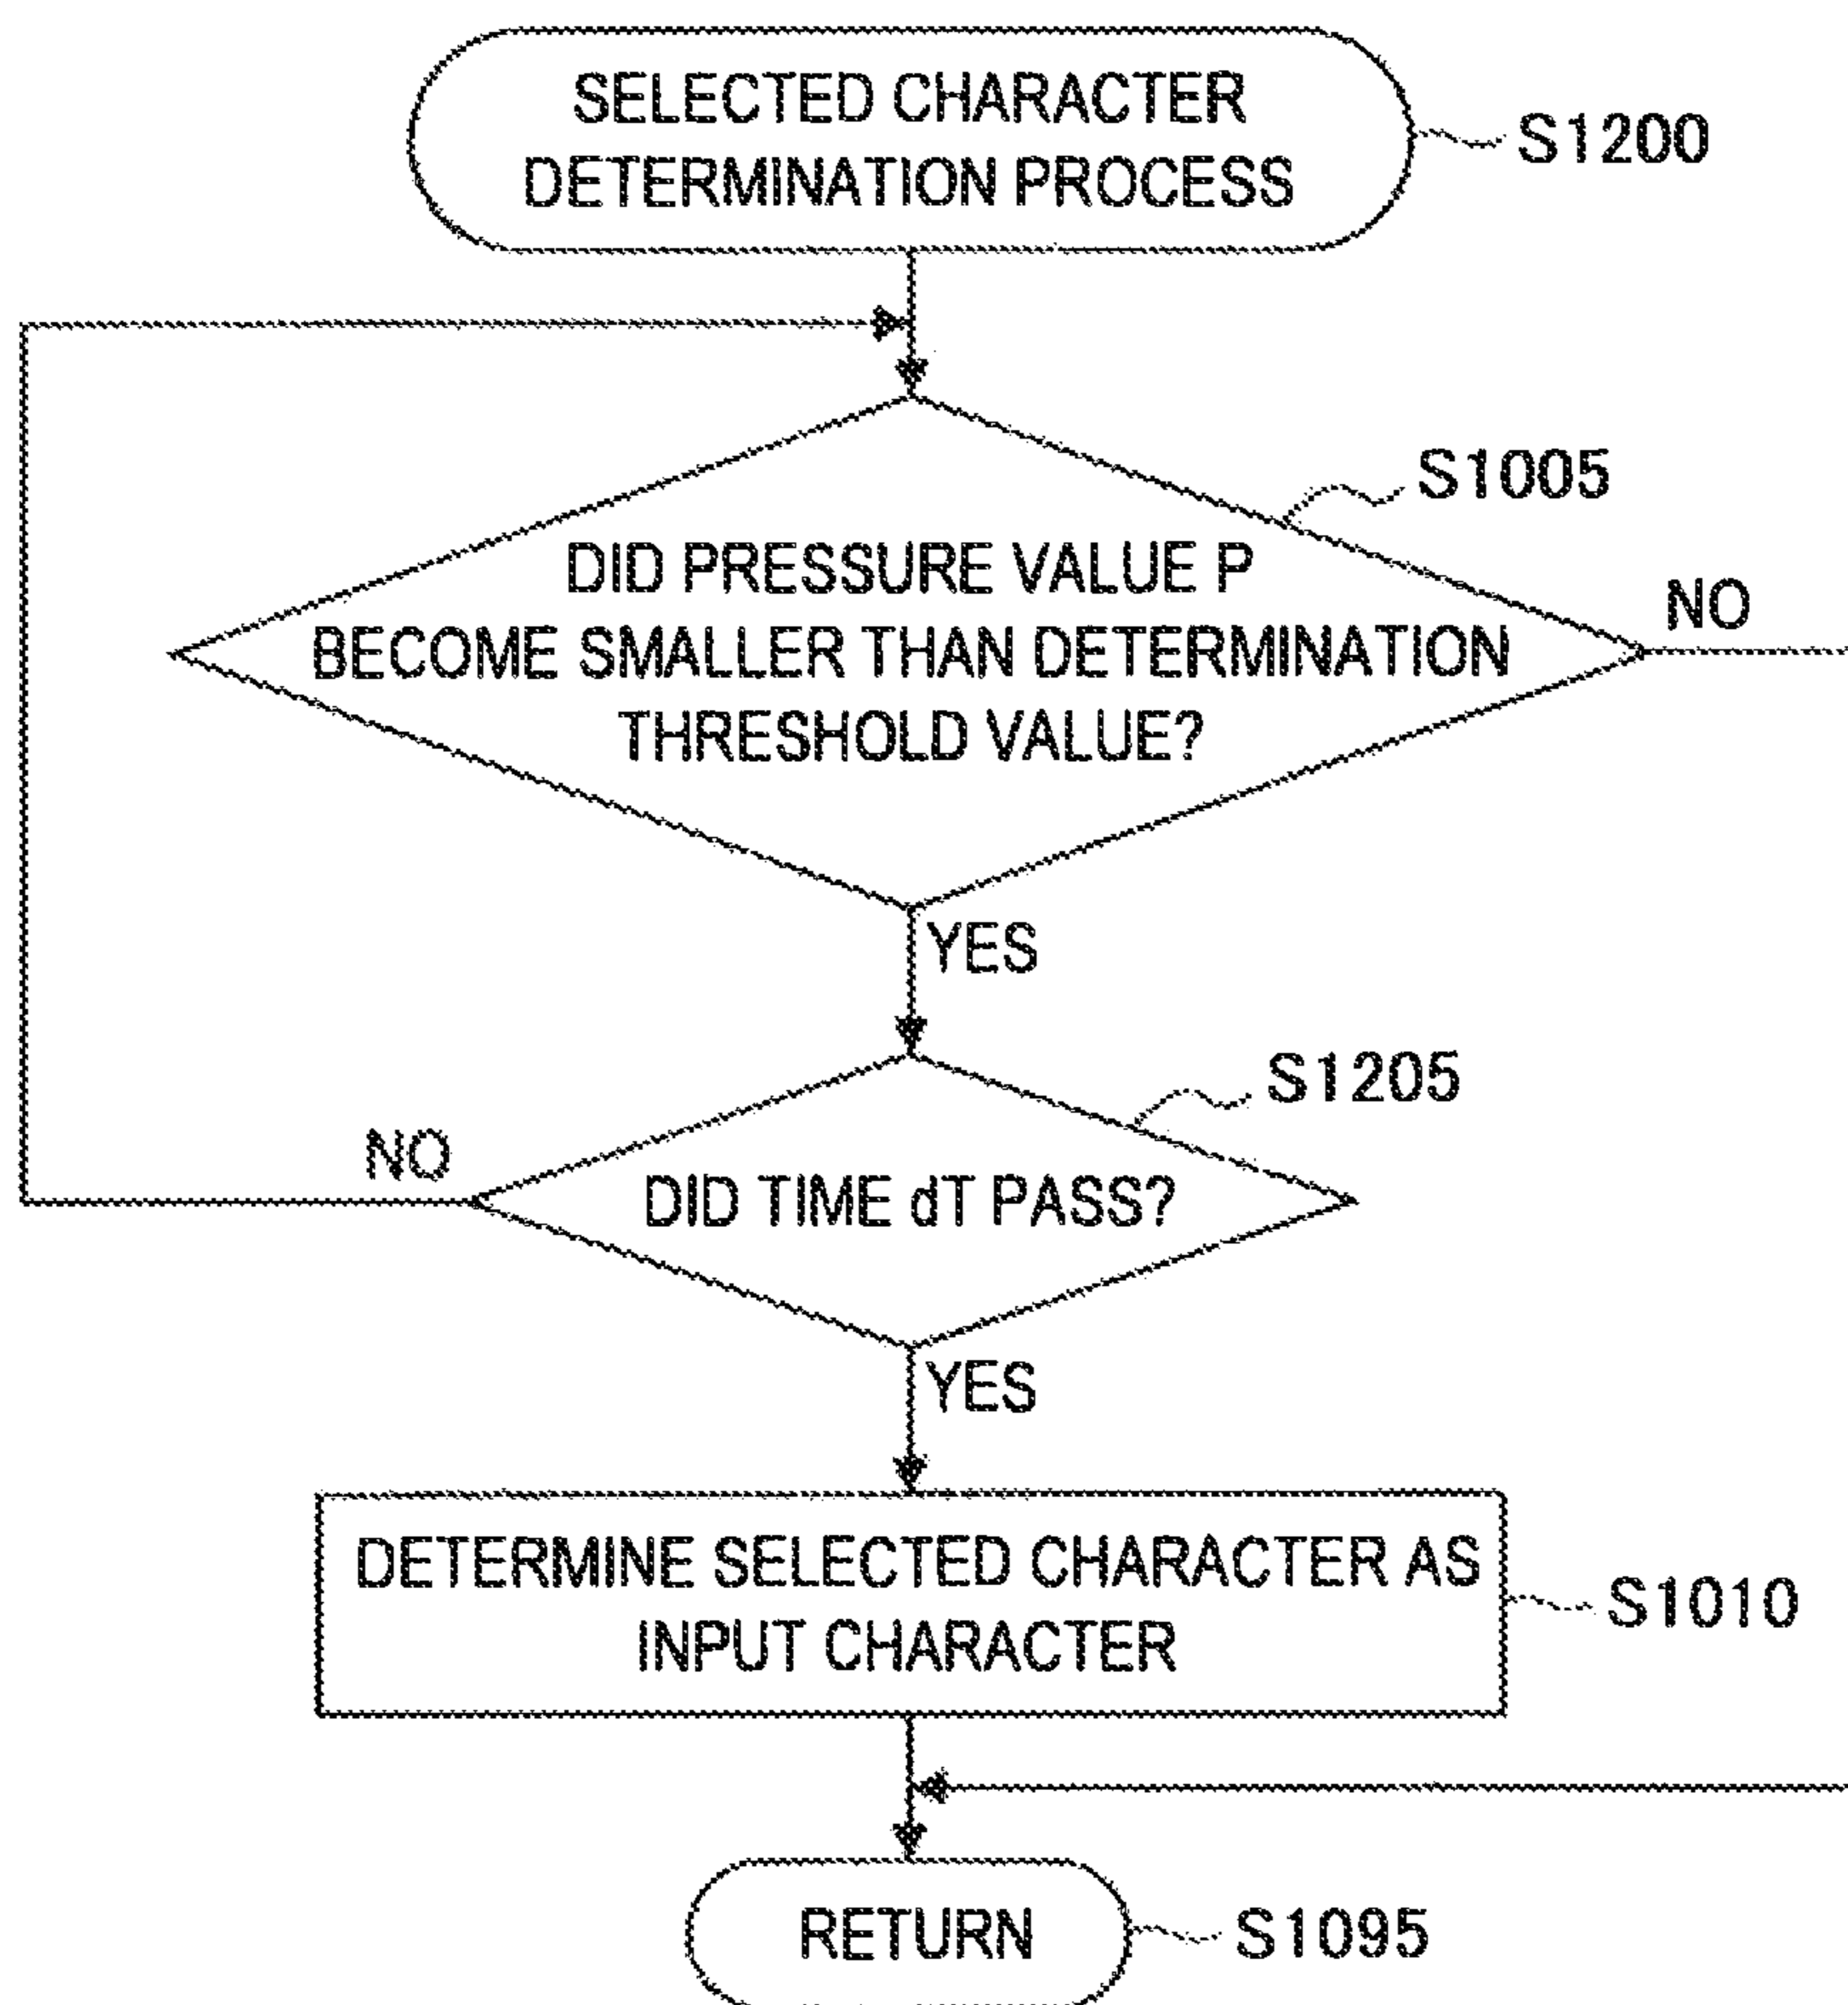 SELECTED CHARACTER
DETERMINATION PROCESS
S1200
S1005
DID PRESSURE VALUE P
BECOME SMALLER THAN DETERMINATION
THRESHOLD VALUE?
NO
YES
S1205
NO
DID TIME dT PASS?
YES
DETERMINE SELECTED CHARACTER AS
INPUT CHARACTER
S1010
RETURN
S1095